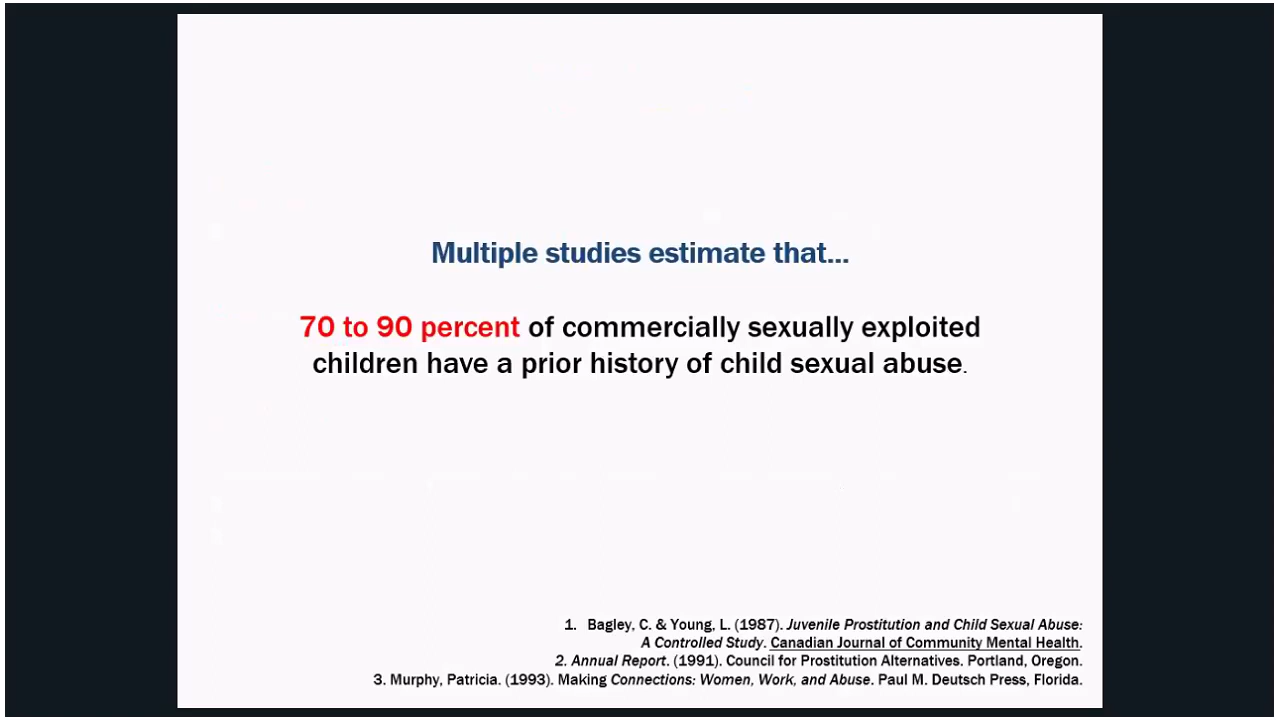 Multiple studies estimate that...
70 to 90 percent of commercially sexually exploited
children have a prior history of child sexual abuse.
1. Bagley, C. & Young, L. (1987). Juvenile Prostitution and Child Sexual Abuse:
A Controlled Study. Canadian Journal of Community Mental Health.
2. Annual Report. (1991). Council for Prostitution Alternatives. Portland, Oregon.
3. Murphy, Patricia. (1993). Making Connections: Women, Work, and Abuse. Paul M. Deutsch Press, Florida.